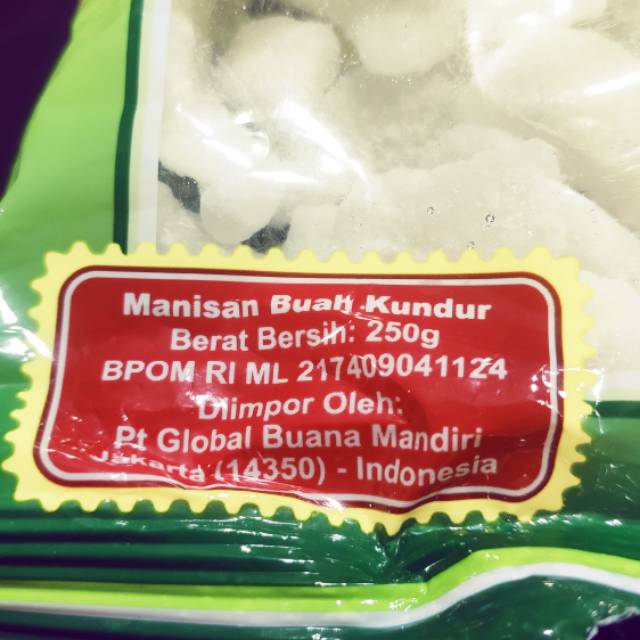 Manisan Buah Kundur
Berat Bersih: 250g
BPOM RI ML 217409041124
Diimpor Oleh:
Pt Global Buana Mandiri
Jakarta (14350) - Indonesia